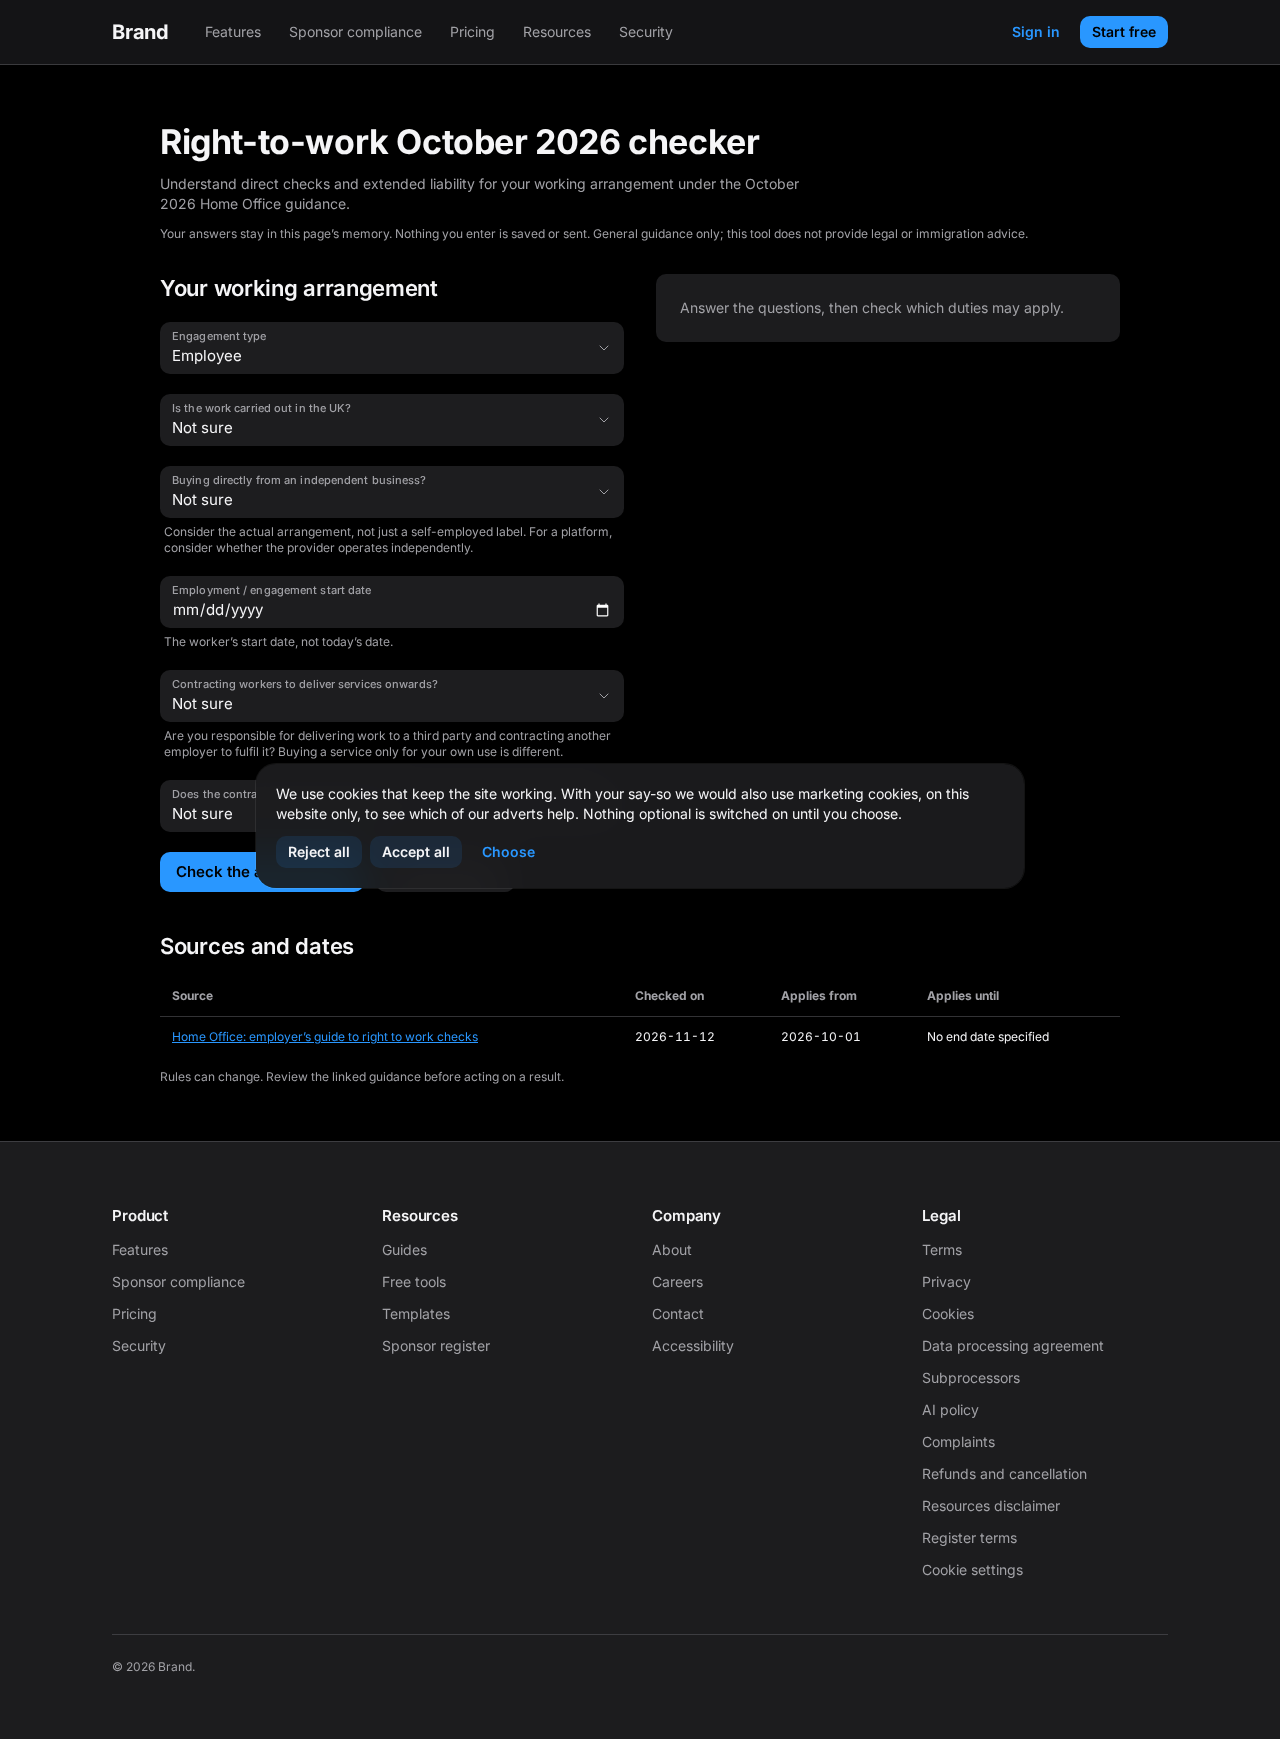 Brand
Features
Sponsor compliance
Pricing
Resources
Security
Sign in
Start free
Right-to-work October 2026 checker
Understand direct checks and extended liability for your working arrangement under the October
2026 Home Office guidance.
Your answers stay in this page’s memory. Nothing you enter is saved or sent. General guidance only; this tool does not provide legal or immigration advice.
Your working arrangement
Engagement type
Employee
Is the work carried out in the UK?
Not sure
Buying directly from an independent business?
Not sure
Consider the actual arrangement, not just a self-employed label. For a platform,
consider whether the provider operates independently.
Employment / engagement start date
mm/dd/yyyy
The worker’s start date, not today’s date.
Contracting workers to deliver services onwards?
Not sure
Are you responsible for delivering work to a third party and contracting another
employer to fulfil it? Buying a service only for your own use is different.
Does the
Not sure
Check the
Answer the questions, then check which duties may apply.
We use cookies that keep the site working. With your say-so we would also use marketing cookies, on this
website only, to see which of our adverts help. Nothing optional is switched on until you choose.
Reject all
Accept all
Choose
Sources and dates
Source
Checked on
Applies from
Applies until
Home Office: employer’s guide to right to work checks
2026-11-12
2026-10-01
No end date specified
Rules can change. Review the linked guidance before acting on a result.
Product
Features
Sponsor compliance
Pricing
Security
Resources
Guides
Free tools
Templates
Sponsor register
Company
About
Careers
Contact
Accessibility
Legal
Terms
Privacy
Cookies
Data processing agreement
Subprocessors
AI policy
Complaints
Refunds and cancellation
Resources disclaimer
Register terms
Cookie settings
© 2026 Brand.